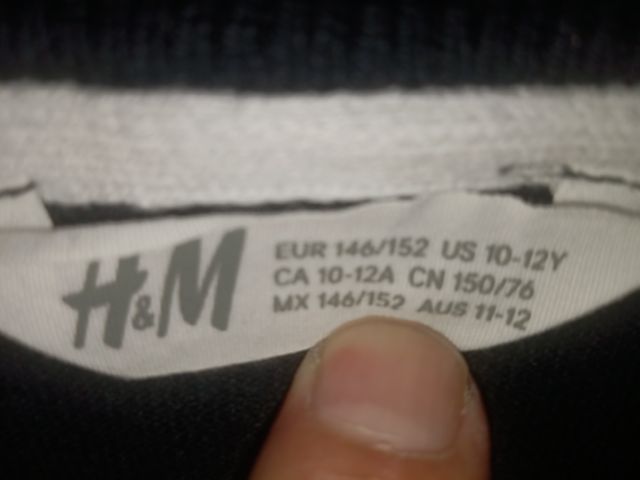 H&M
EUR 146/152 US 10-12Y
CA 10-12A CN 150/76
MX 146/152 AUS 11-12